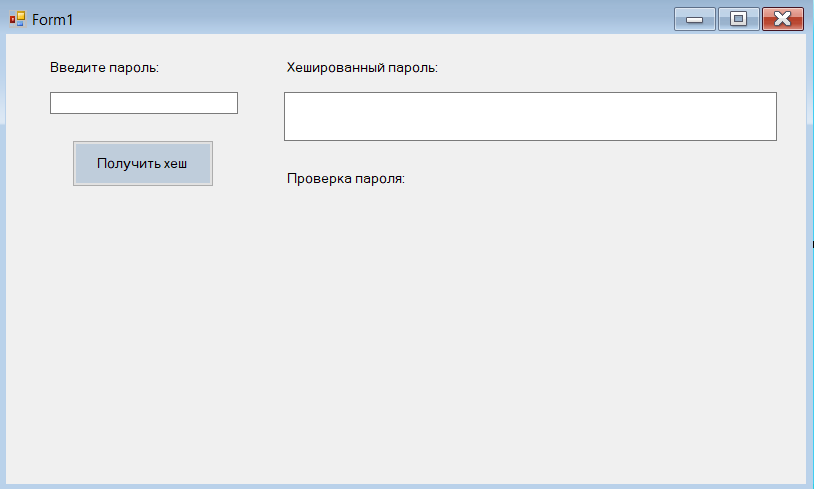 Form1
Введите пароль:
Хешированный пароль:
Получить хеш
Проверка пароля: